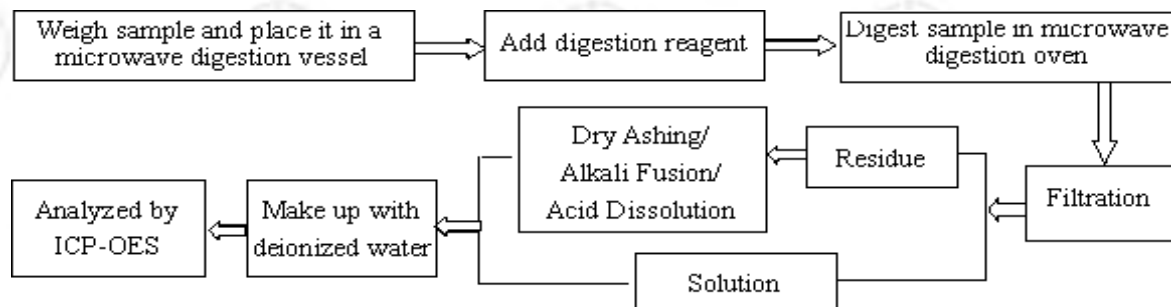 Weigh sample and place it in a
microwave digestion vessel
Add digestion reagent
Digest sample in microwave
digestion oven
Filtration
Residue
Dry Ashing/
Alkali Fusion/
Acid Dissolution
Solution
Make up with
deionized water
Analyzed by
ICP-OES